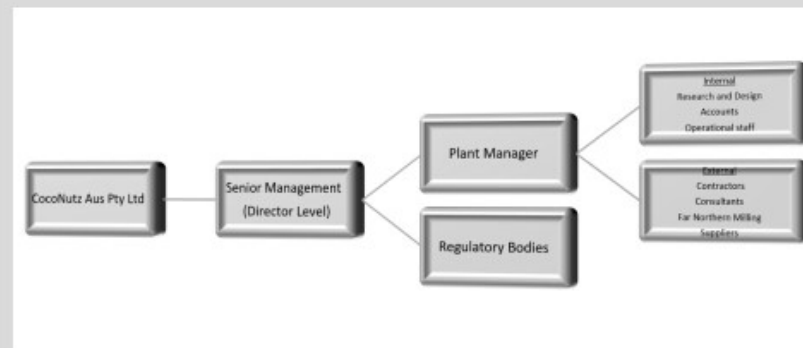 CocoNutz Aus Pty Ltd
Senior Management
(Director Level)
Plant Manager
Regulatory Bodies
Internal
Research and Design
Accounts
Operational staff
External
Contractors
Consultants
Far Northern Milling
Suppliers